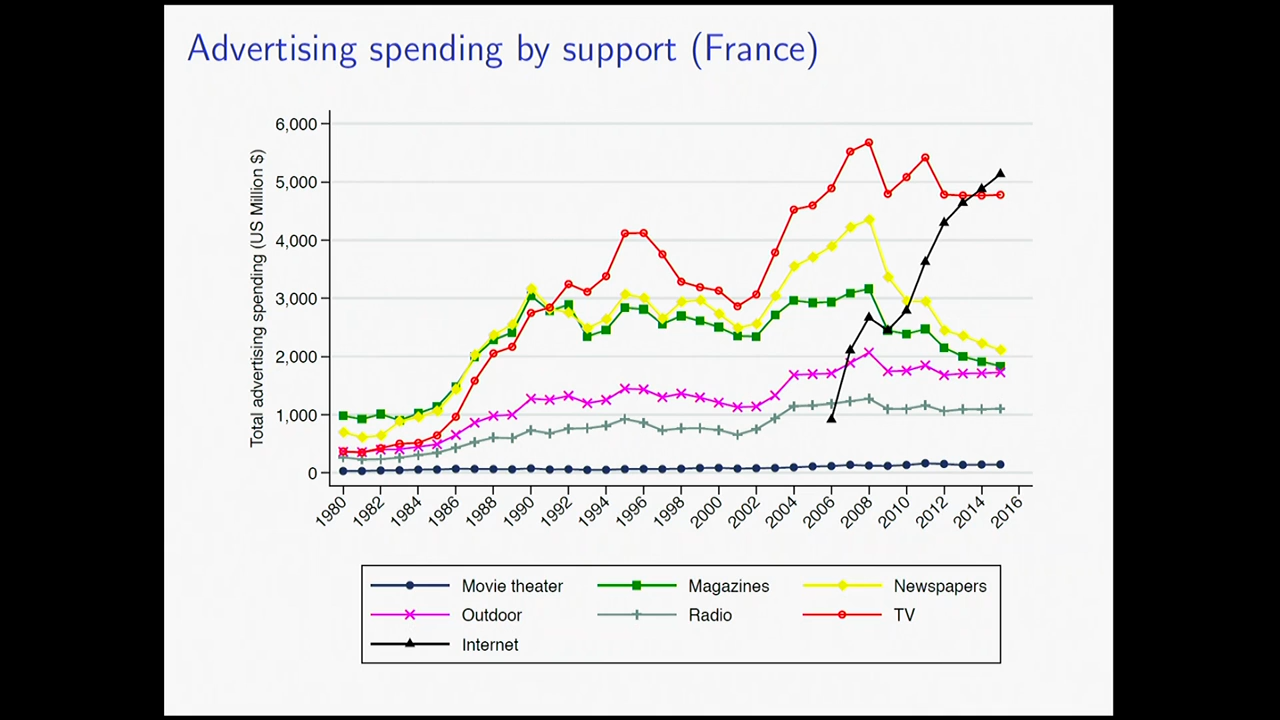 Advertising spending by support (France)
Total advertising spending (US Million $)
6,000
5,000
4,000
3,000
2,000
1,000
0
1980 1982 1984 1986 1988 1990 1992 1994 1996 1998 2000 2002 2004 2006 2008 2010 2012 2014 2016
Movie theater Magazines Newspapers
Outdoor Radio TV
Internet